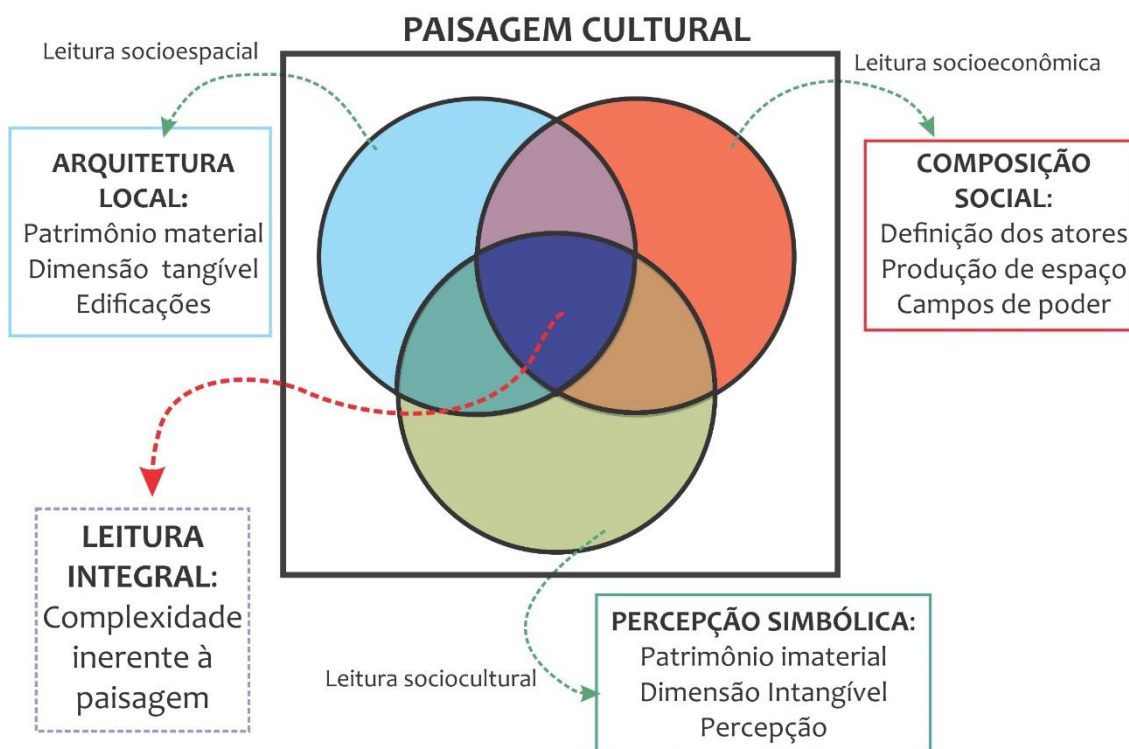 PAISAGEM CULTURAL
Leitura socioespacial
Leitura socioeconômica
ARQUITETURA
LOCAL:
Patrimônio material
Dimensão tangível
Edificações
COMPOSIÇÃO
SOCIAL:
Definição dos atores
Produção de espaço
Campos de poder
LEITURA
INTEGRAL:
Complexidade
inerente à
paisagem
Leitura sociocultural
PERCEPÇÃO SIMBÓLICA:
Patrimônio imaterial
Dimensão Intangível
Percepção